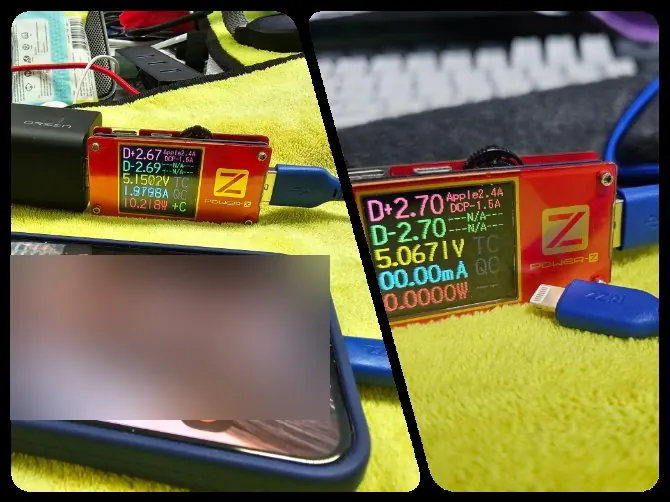 D+2.67 Apple2.4A
DCP-1.5A
D-2.69 ---N/A---
---N/A---
5.1502V TC
1.9798A QC
10.218W +C
Z
POWER-Z
D+2.70 Apple2.4A
DCP-1.5A
D-2.70 ---N/A---
---N/A---
5.0671V TC
00.00mA QC
0.0000W ---
Z
POWER-Z